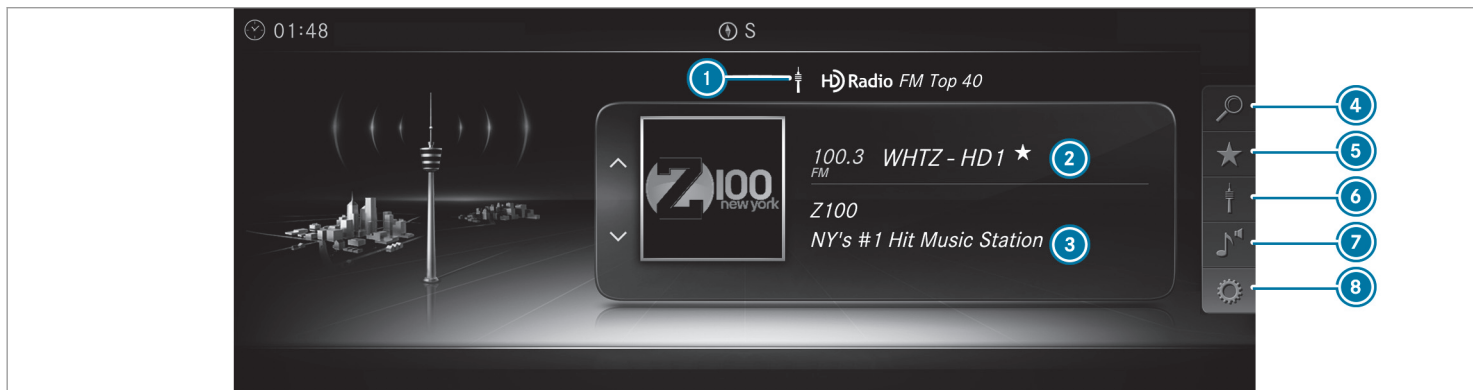 01:48
S
1
HD Radio FM Top 40
4
Z100
new york
100.3 WHTZ - HD1 ★ 2
FM
5
6
Z100
NY's #1 Hit Music Station 3
7
8